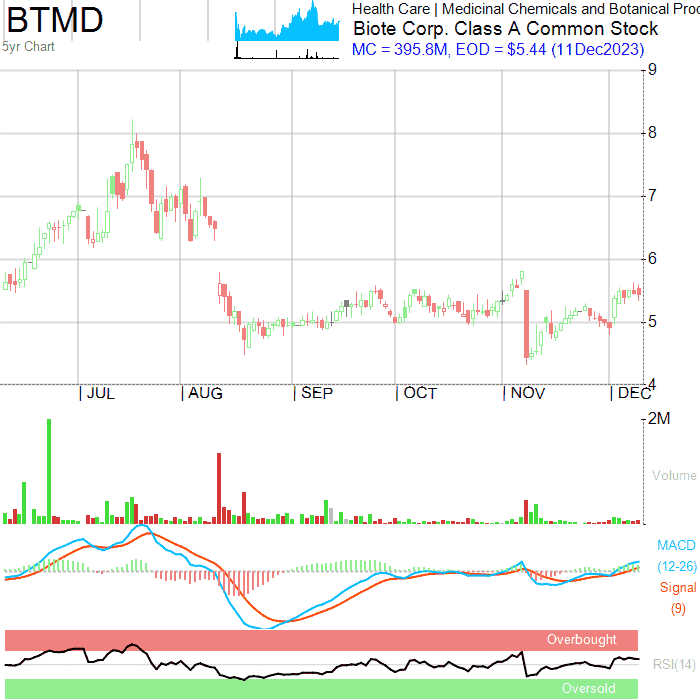 BTMD
5yr Chart
Health Care | Medicinal Chemicals and Botanical Proc
Biote Corp. Class A Common Stock
MC = 395.8M, EOD = $5.44 (11Dec2023)
9
8
7
6
5
4
JUL
AUG
SEP
OCT
NOV
DEC
2M
Volume
MACD
(12-26)
Signal
(9)
Overbought
RSI(14)
Oversold